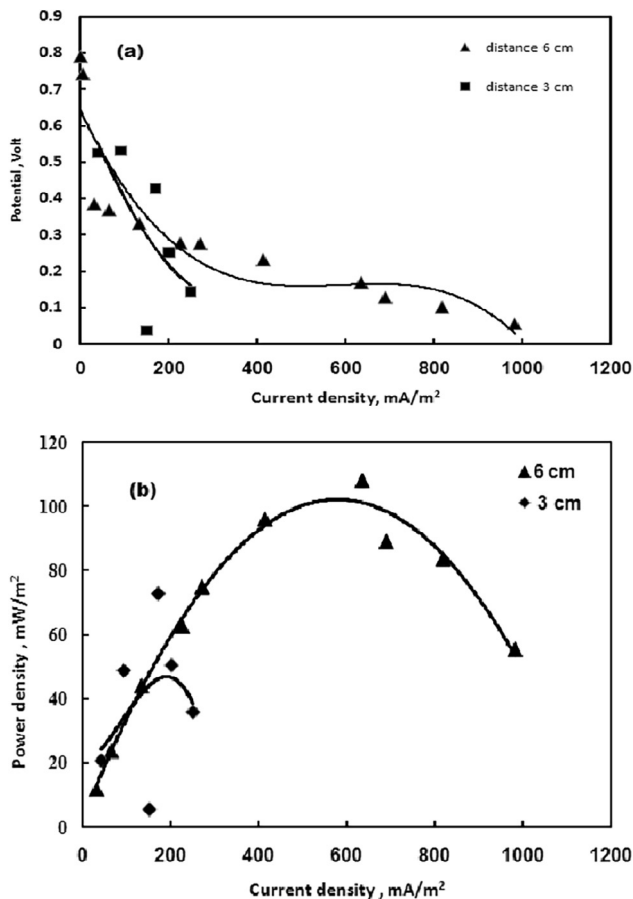 0.9
(a)
distance 6 cm
0.8
0.7
distance 3 cm
0.6
0.5
0.4
0.3
0.2
0.1
0
Potential, Volt
0 200 400 600 800 1000 1200
Current density, mA/m²
120
(b)
6 cm
3 cm
100
80
60
40
20
0
Power density , mW/m²
0 200 400 600 800 1000 1200
Current density , mA/m²